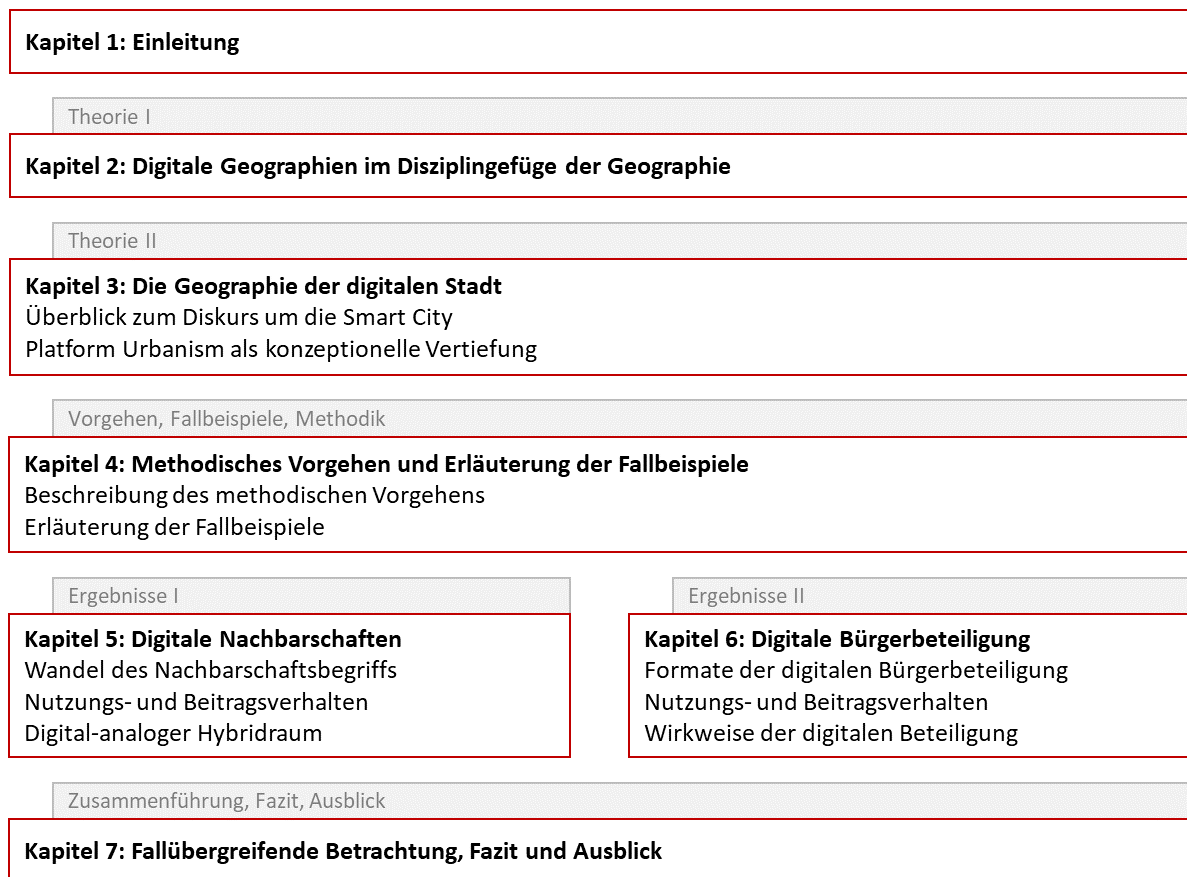 Kapitel 1: Einleitung
Theorie I
Kapitel 2: Digitale Geographien im Disziplingefüge der Geographie
Theorie II
Kapitel 3: Die Geographie der digitalen Stadt
Überblick zum Diskurs um die Smart City
Platform Urbanism als konzeptionelle Vertiefung
Vorgehen, Fallbeispiele, Methodik
Kapitel 4: Methodisches Vorgehen und Erläuterung der Fallbeispiele
Beschreibung des methodischen Vorgehens
Erläuterung der Fallbeispiele
Ergebnisse I
Kapitel 5: Digitale Nachbarschaften
Wandel des Nachbarschaftsbegriffs
Nutzungs- und Beitragsverhalten
Digital-analoger Hybridraum
Ergebnisse II
Kapitel 6: Digitale Bürgerbeteiligung
Formate der digitalen Bürgerbeteiligung
Nutzungs- und Beitragsverhalten
Wirkweise der digitalen Beteiligung
Zusammenführung, Fazit, Ausblick
Kapitel 7: Fallübergreifende Betrachtung, Fazit und Ausblick